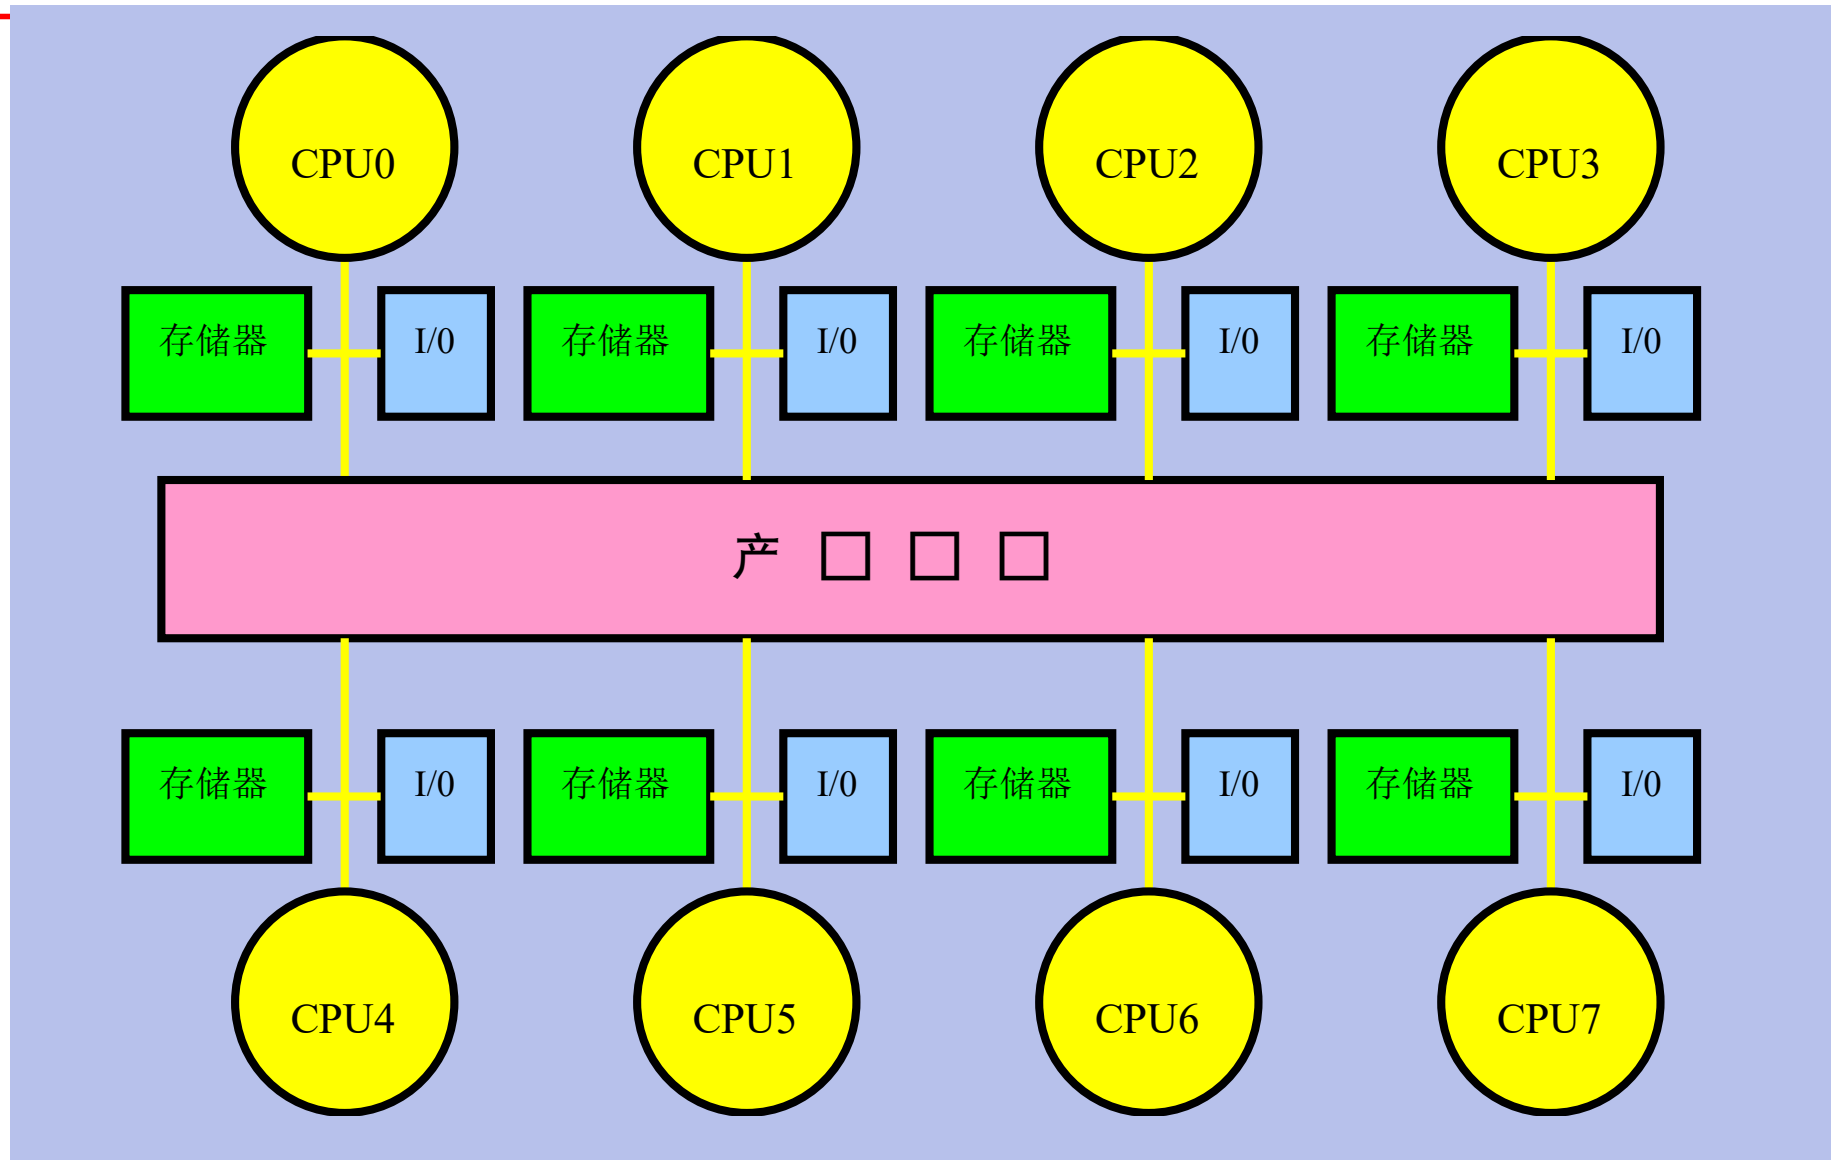 CPU0 CPU1 CPU2 CPU3
存储器 I/0 存储器 I/0 存储器 I/0 存储器 I/0
产 □ □ □
存储器 I/0 存储器 I/0 存储器 I/0 存储器 I/0
CPU4 CPU5 CPU6 CPU7